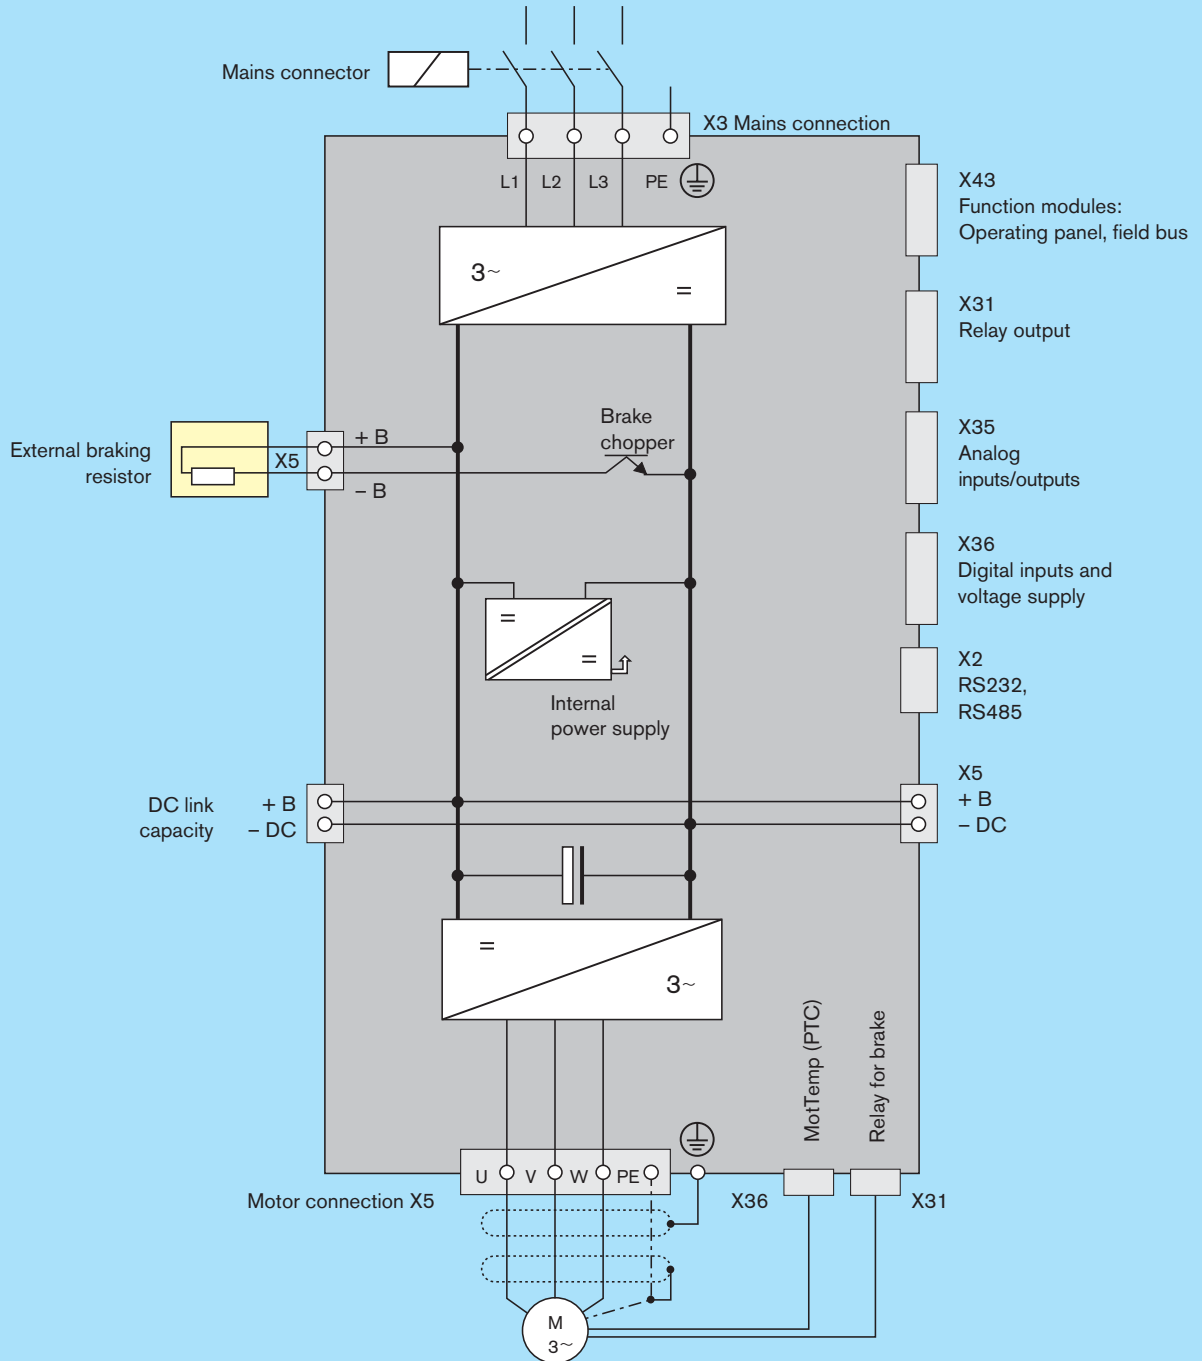 Mains connector
X3 Mains connection
L1 L2 L3 PE
X43
Function modules:
Operating panel, field bus
3~
=
X31
Relay output
External braking
resistor
X5
+ B
– B
Brake
chopper
X35
Analog
inputs/outputs
X36
Digital inputs and
voltage supply
=
=
Internal
power supply
X2
RS232,
RS485
DC link
capacity
+ B
– DC
X5
+ B
– DC
=
3~
MotTemp (PTC)
Relay for brake
U V W PE
Motor connection X5
X36
X31
M
3~